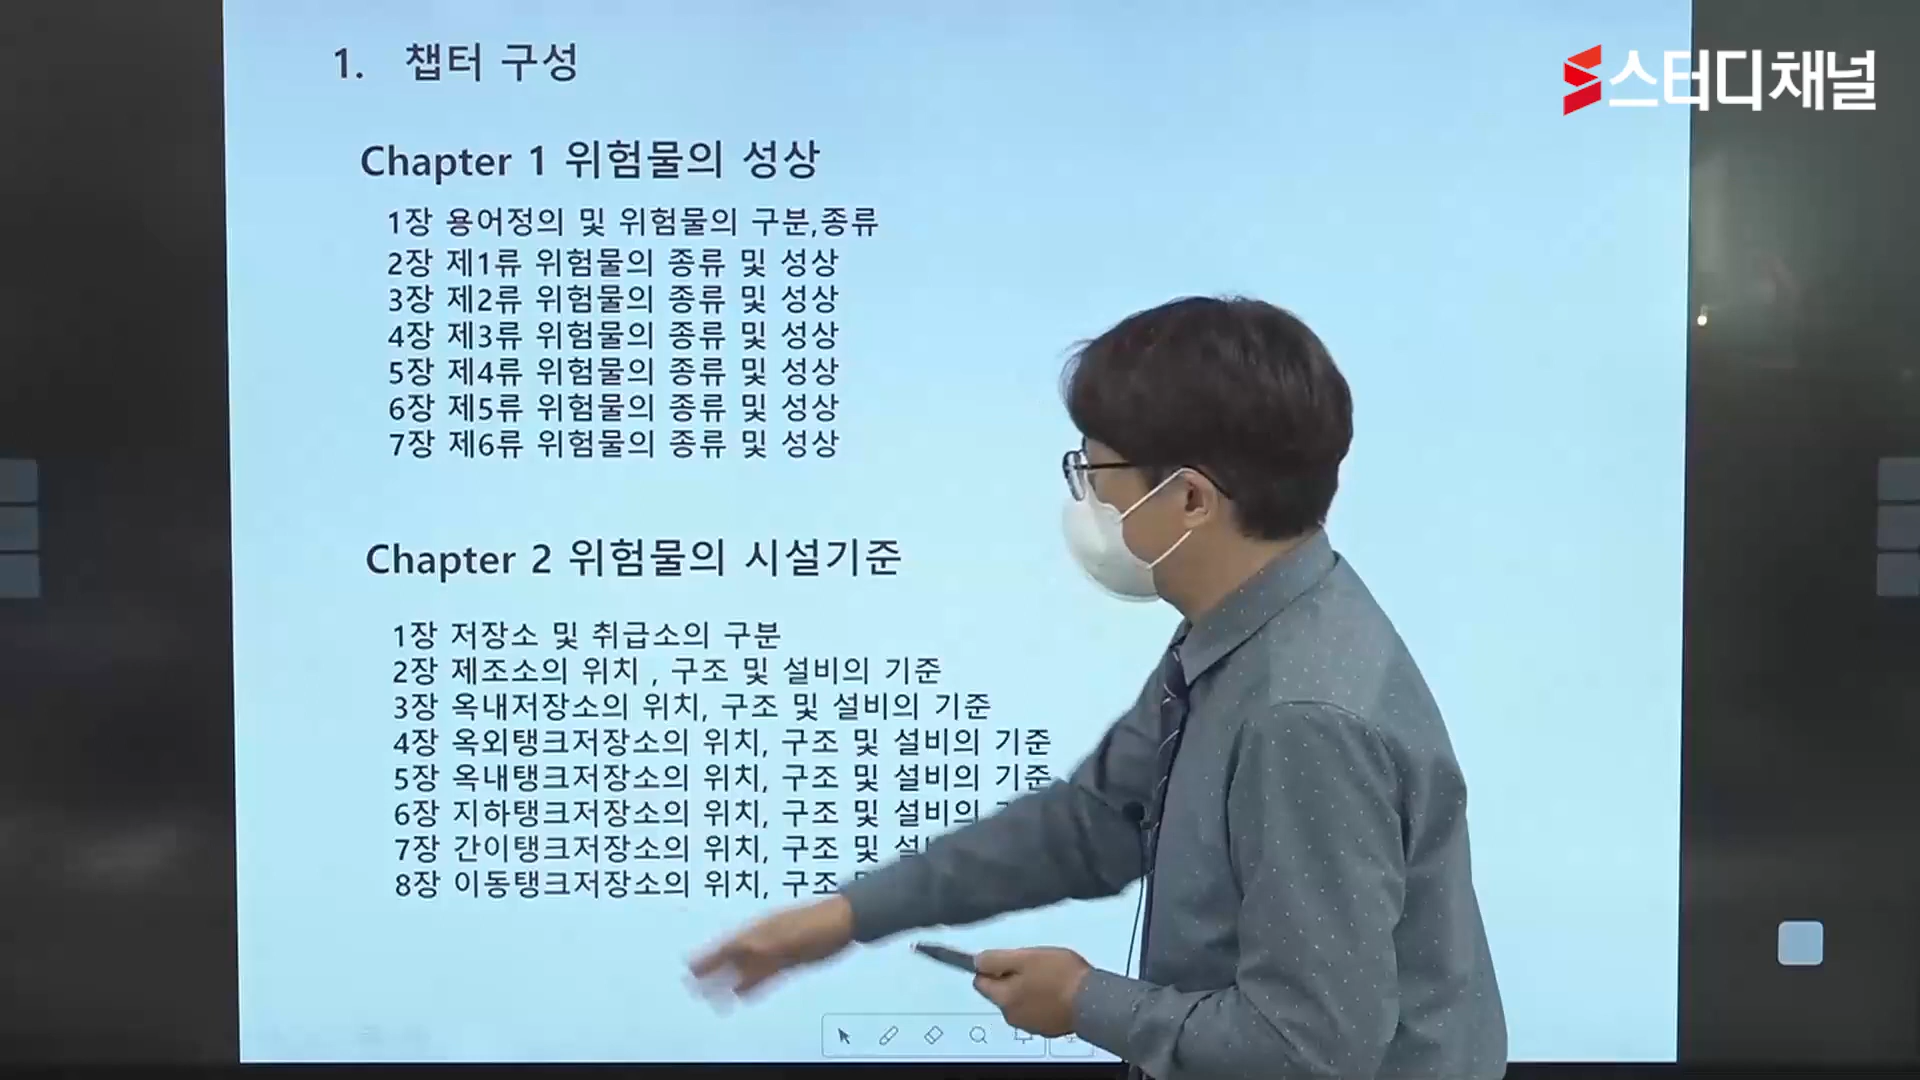 스터디채널
1. 챕터 구성
Chapter 1 위험물의 성상
1장 용어정의 및 위험물의 구분,종류
2장 제1류 위험물의 종류 및 성상
3장 제2류 위험물의 종류 및 성상
4장 제3류 위험물의 종류 및 성상
5장 제4류 위험물의 종류 및 성상
6장 제5류 위험물의 종류 및 성상
7장 제6류 위험물의 종류 및 성상
Chapter 2 위험물의 시설기준
1장 저장소 및 취급소의 구분
2장 제조소의 위치 , 구조 및 설비의 기준
3장 옥내저장소의 위치, 구조 및 설비의 기준
4장 옥외탱크저장소의 위치, 구조 및 설비의 기준
5장 옥내탱크저장소의 위치, 구조 및 설비의 기준
6장 지하탱크저장소의 위치, 구조 및 설비의
7장 간이탱크저장소의 위치, 구조 및
8장 이동탱크저장소의 위치, 구조